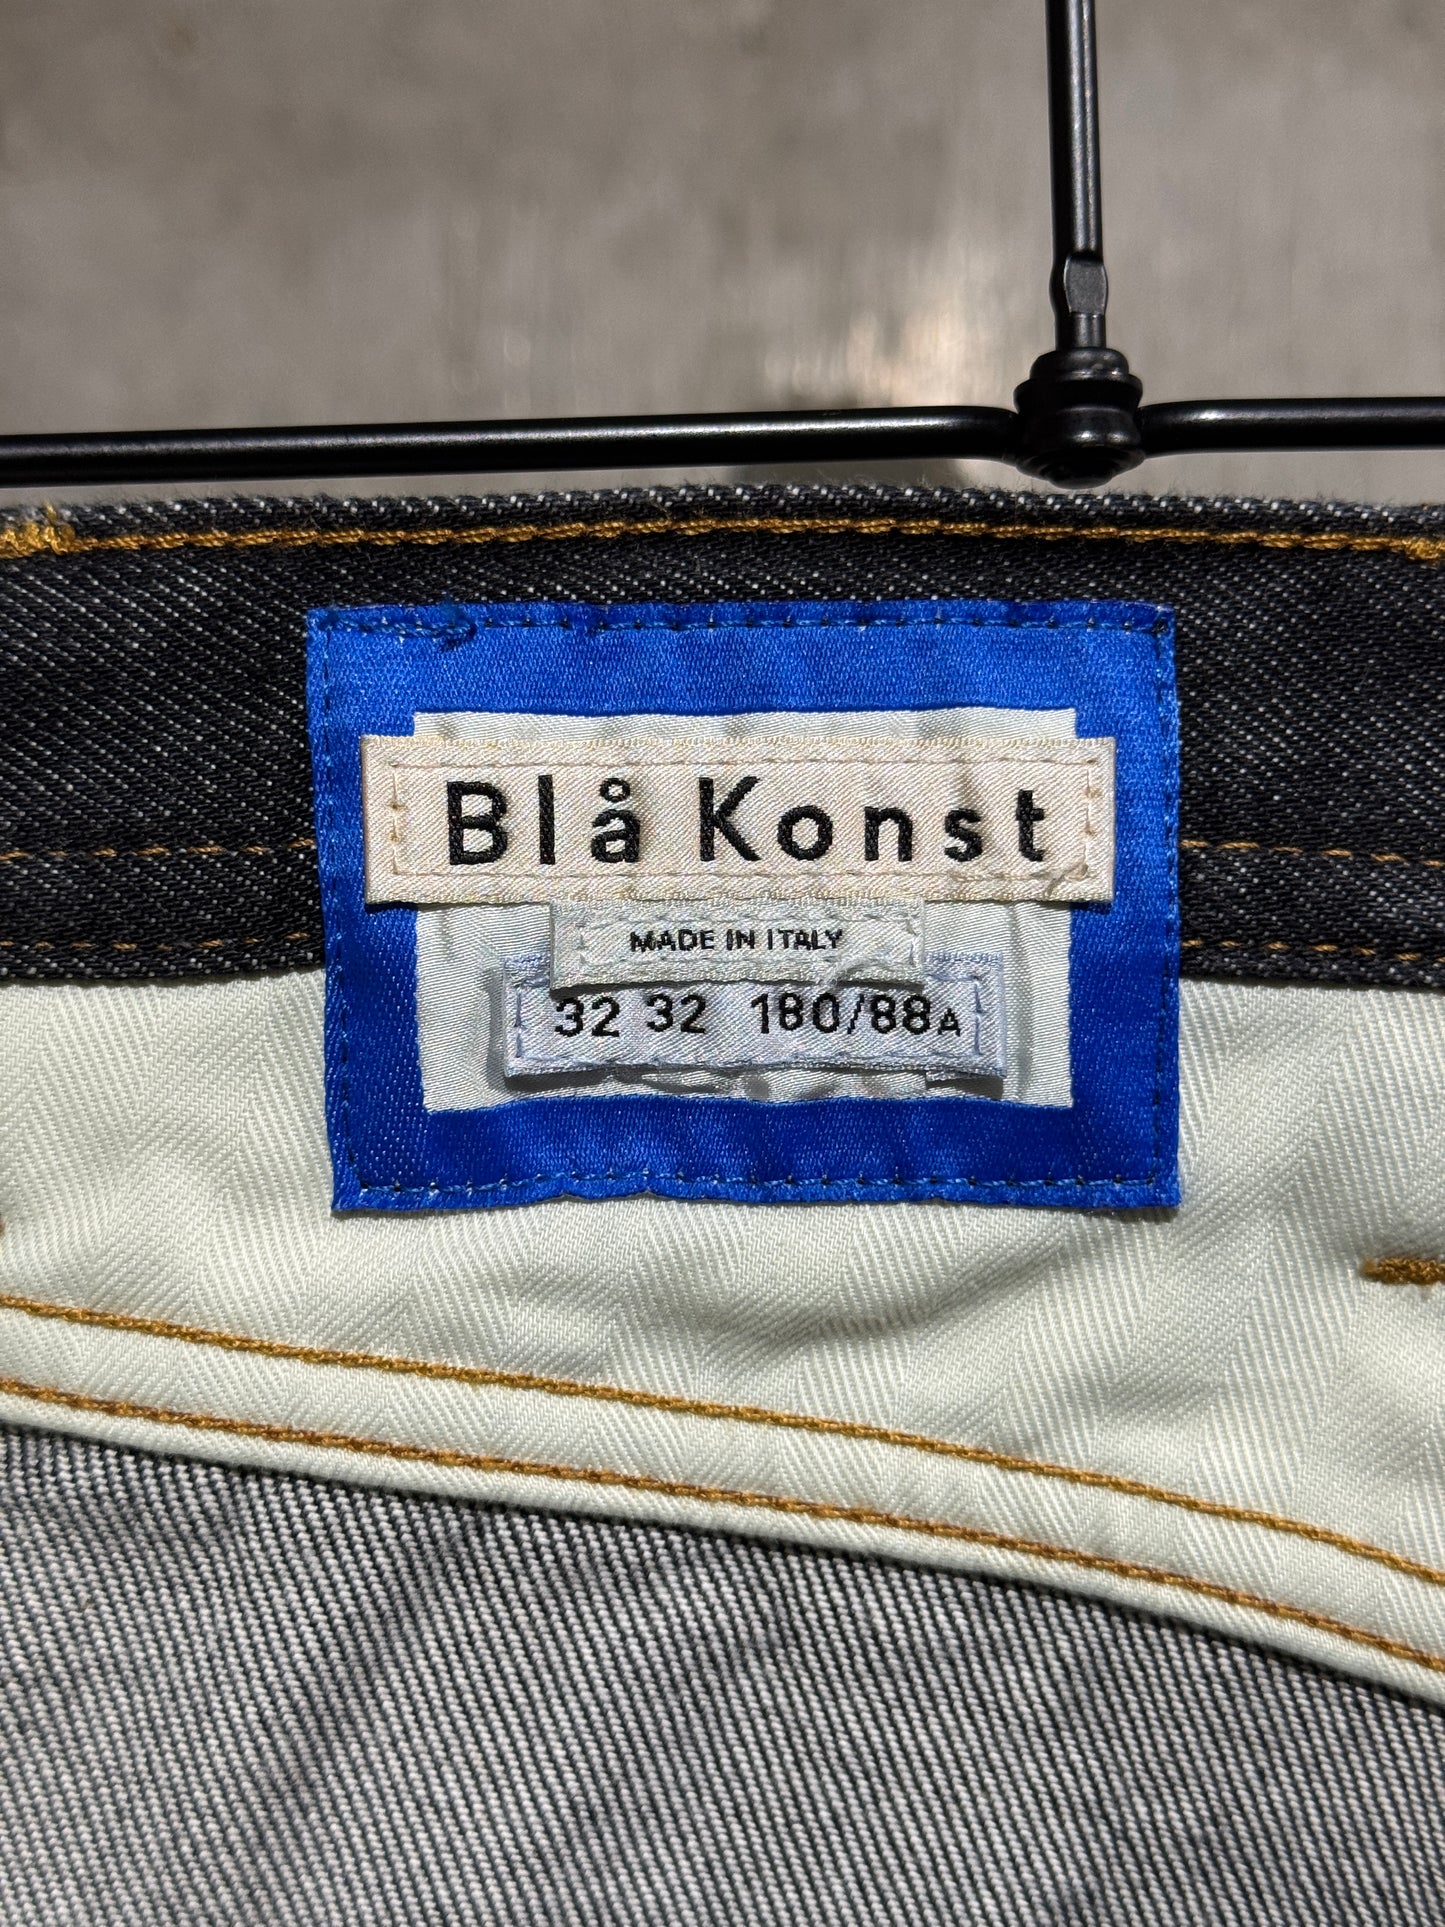 Blå Konst
MADE IN ITALY
32 32 180/88A